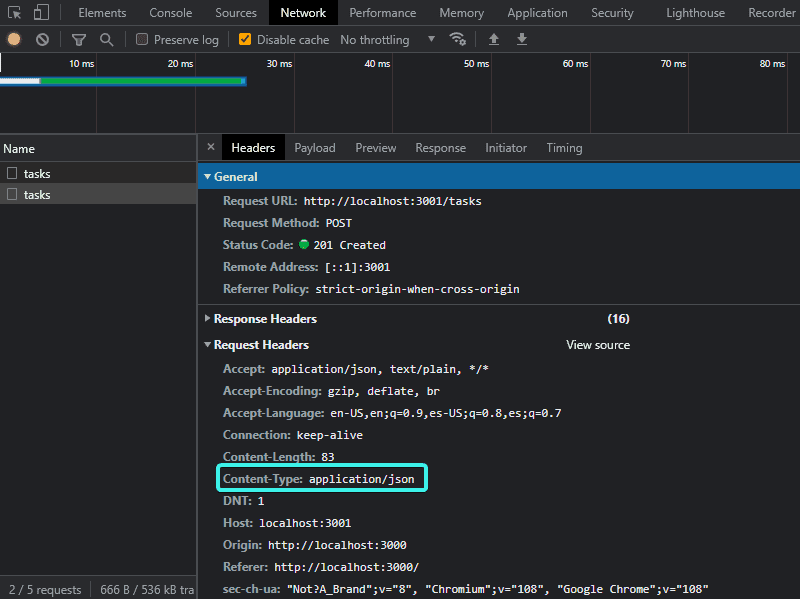 Elements Console Sources Network Performance Memory Application Security Lighthouse Recorder
Preserve log Disable cache No throttling
10 ms 20 ms 30 ms 40 ms 50 ms 60 ms 70 ms 80 ms
Name
tasks
tasks
× Headers Payload Preview Response Initiator Timing
General
Request URL: http://localhost:3001/tasks
Request Method: POST
Status Code: 201 Created
Remote Address: [::1]:3001
Referrer Policy: strict-origin-when-cross-origin
Response Headers (16)
Request Headers View source
Accept: application/json, text/plain, */*
Accept-Encoding: gzip, deflate, br
Accept-Language: en-US,en;q=0.9,es-US;q=0.8,es;q=0.7
Connection: keep-alive
Content-Length: 83
Content-Type: application/json
DNT: 1
Host: localhost:3001
Origin: http://localhost:3000
Referer: http://localhost:3000/
sec-ch-ua: "Not?A_Brand";v="8", "Chromium";v="108", "Google Chrome";v="108"
2 / 5 requests 666 B / 536 kB tra